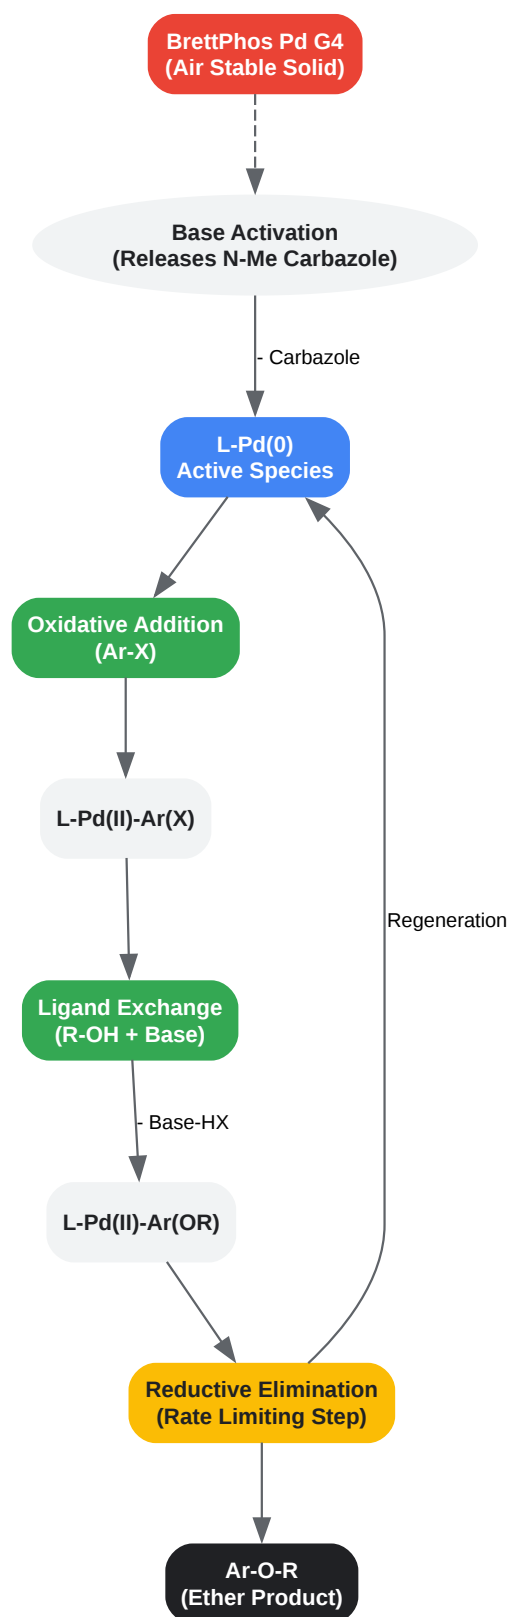 BrettPhos Pd G4
(Air Stable Solid)
Base Activation
(Releases N-Me Carbazole)
- Carbazole
L-Pd(0)
Active Species
Oxidative Addition
(Ar-X)
L-Pd(II)-Ar(X)
Regeneration
Ligand Exchange
(R-OH + Base)
- Base-HX
L-Pd(II)-Ar(OR)
Reductive Elimination
(Rate Limiting Step)
Ar-O-R
(Ether Product)